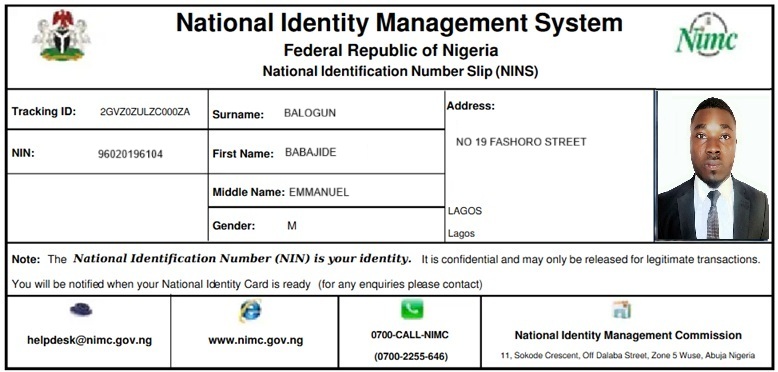 National Identity Management System
Federal Republic of Nigeria
National Identification Number Slip (NINS)
Nimc
Tracking ID: 2GVZ0ZULZC000ZA
Surname: BALOGUN
Address:
NIN: 96020196104
First Name: BABAJIDE
NO 19 FASHORO STREET
Middle Name: EMMANUEL
Gender: M
LAGOS
Lagos
Note: The National Identification Number (NIN) is your identity. It is confidential and may only be released for legitimate transactions.
You will be notified when your National Identity Card is ready (for any enquiries please contact)
helpdesk@nimc.gov.ng
www.nimc.gov.ng
0700-CALL-NIMC
(0700-2255-646)
National Identity Management Commission
11, Sokode Crescent, Off Dalaba Street, Zone 5 Wuse, Abuja Nigeria